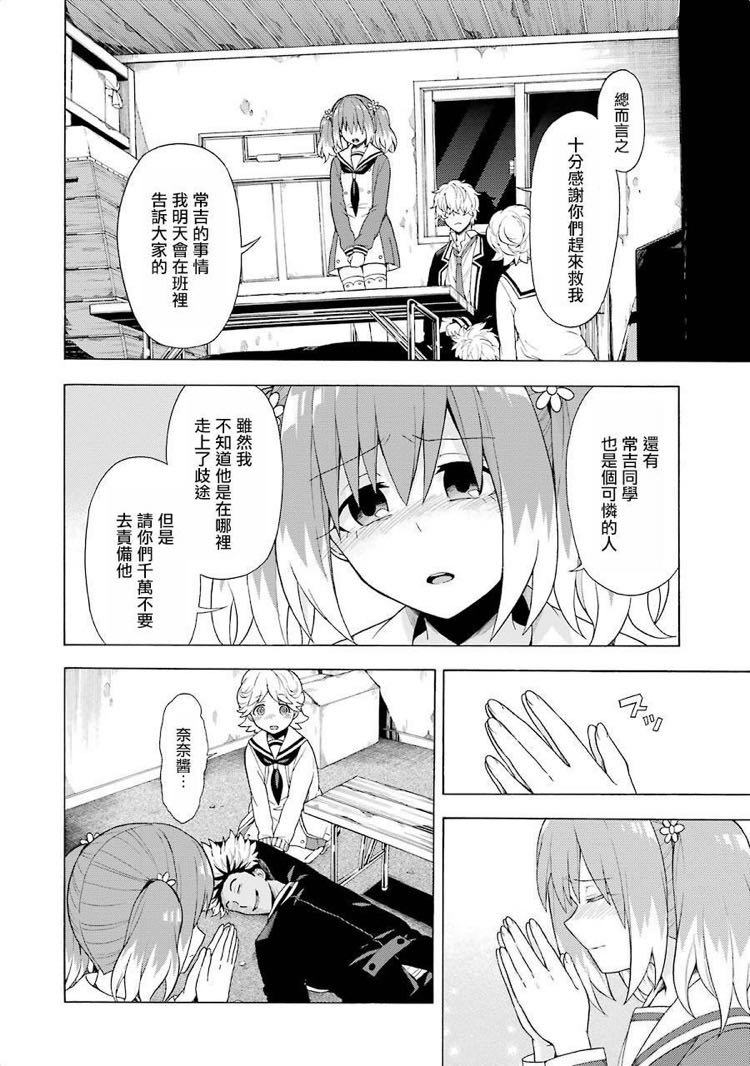 總而言之
十分感謝你們趕來救我
常吉的事情
我明天會在班裡
告訴大家的
還有
常吉同學
也是個可憐的人
雖然我
不知道他是在哪裡
走上了歧途
但是
請你們千萬不要
去責備他
ズッ
奈奈醬…